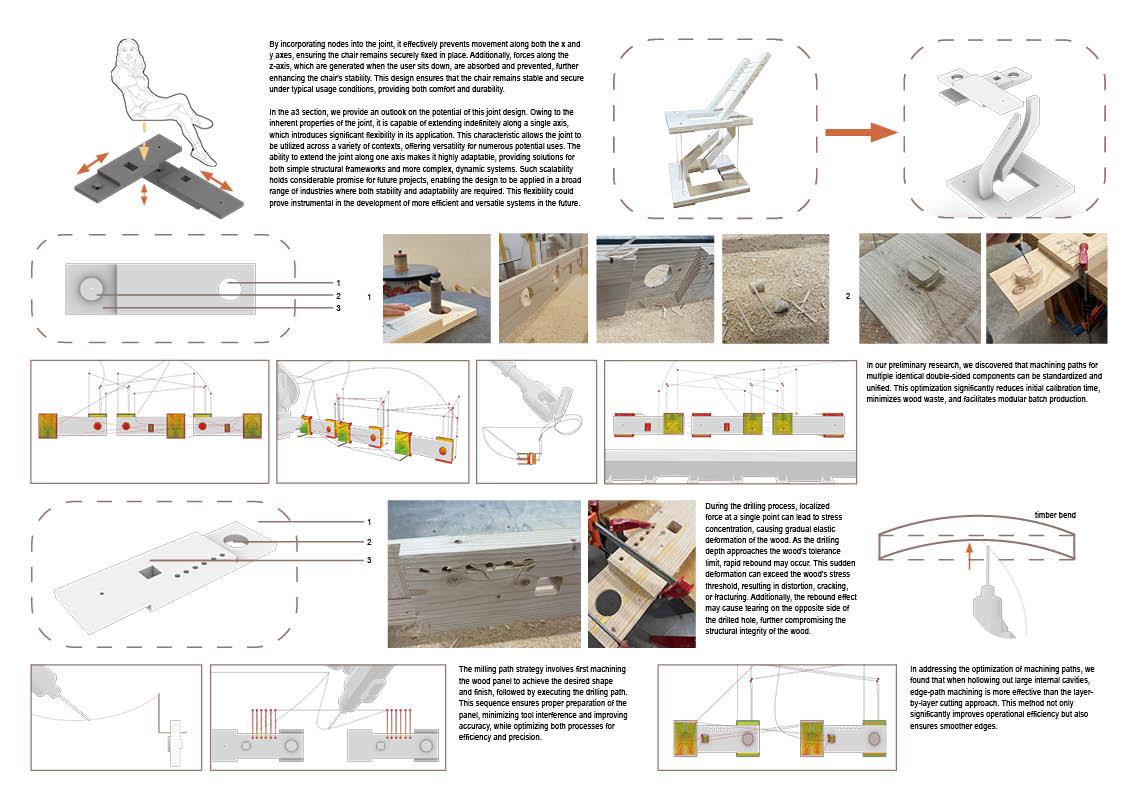 By incorporating nodes into the joint, it effectively prevents movement along both the x and
y axes, ensuring the chair remains securely fixed in place. Additionally, forces along the
z-axis, which are generated when the user sits down, are absorbed and prevented, further
enhancing the chair's stability. This design ensures that the chair remains stable and secure
under typical usage conditions, providing both comfort and durability.
In the a3 section, we provide an outlook on the potential of this joint design. Owing to the
inherent properties of the joint, it is capable of extending indefinitely along a single axis,
which introduces significant flexibility in its application. This characteristic allows the joint to
be utilized across a variety of contexts, offering versatility for numerous potential uses. The
ability to extend the joint along one axis makes it highly adaptable, providing solutions for
both simple structural frameworks and more complex, dynamic systems. Such scalability
holds considerable promise for future projects, enabling the design to be applied in a broad
range of industries where both stability and adaptability are required. This flexibility could
prove instrumental in the development of more efficient and versatile systems in the future.
1
2
3
1
2
In our preliminary research, we discovered that machining paths for
multiple identical double-sided components can be standardized and
unified. This optimization significantly reduces initial calibration time,
minimizes wood waste, and facilitates modular batch production.
1
2
3
During the drilling process, localized
force at a single point can lead to stress
concentration, causing gradual elastic
deformation of the wood. As the drilling
depth approaches the wood's tolerance
limit, rapid rebound may occur. This sudden
deformation can exceed the wood's stress
threshold, resulting in distortion, cracking,
or fracturing. Additionally, the rebound effect
may cause tearing on the opposite side of
the drilled hole, further compromising the
structural integrity of the wood.
timber bend
The milling path strategy involves first machining
the wood panel to achieve the desired shape
and finish, followed by executing the drilling path.
This sequence ensures proper preparation of the
panel, minimizing tool interference and improving
accuracy, while optimizing both processes for
efficiency and precision.
In addressing the optimization of machining paths, we
found that when hollowing out large internal cavities,
edge-path machining is more effective than the layer-
by-layer cutting approach. This method not only
significantly improves operational efficiency but also
ensures smoother edges.